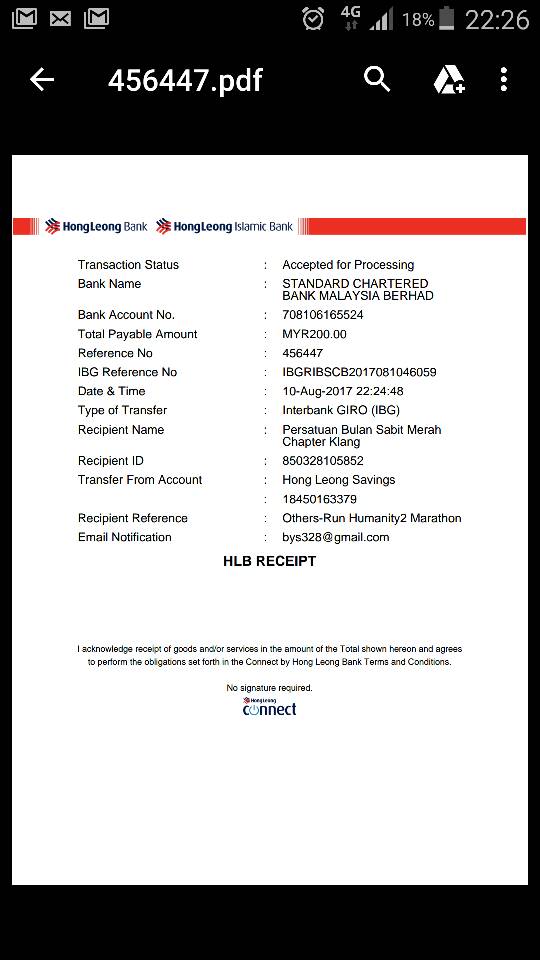 4G 18% 22:26
456447.pdf
HongLeong Bank HongLeong Islamic Bank
Transaction Status : Accepted for Processing
Bank Name : STANDARD CHARTERED
BANK MALAYSIA BERHAD
Bank Account No. : 708106165524
Total Payable Amount : MYR200.00
Reference No : 456447
IBG Reference No : IBGRIBSCB2017081046059
Date & Time : 10-Aug-2017 22:24:48
Type of Transfer : Interbank GIRO (IBG)
Recipient Name : Persatuan Bulan Sabit Merah
Chapter Klang
Recipient ID : 850328105852
Transfer From Account : Hong Leong Savings
: 18450163379
Recipient Reference : Others-Run Humanity2 Marathon
Email Notification : bys328@gmail.com
HLB RECEIPT
I acknowledge receipt of goods and/or services in the amount of the Total shown hereon and agrees
to perform the obligations set forth in the Connect by Hong Leong Bank Terms and Conditions.
No signature required.
HongLeong
connect